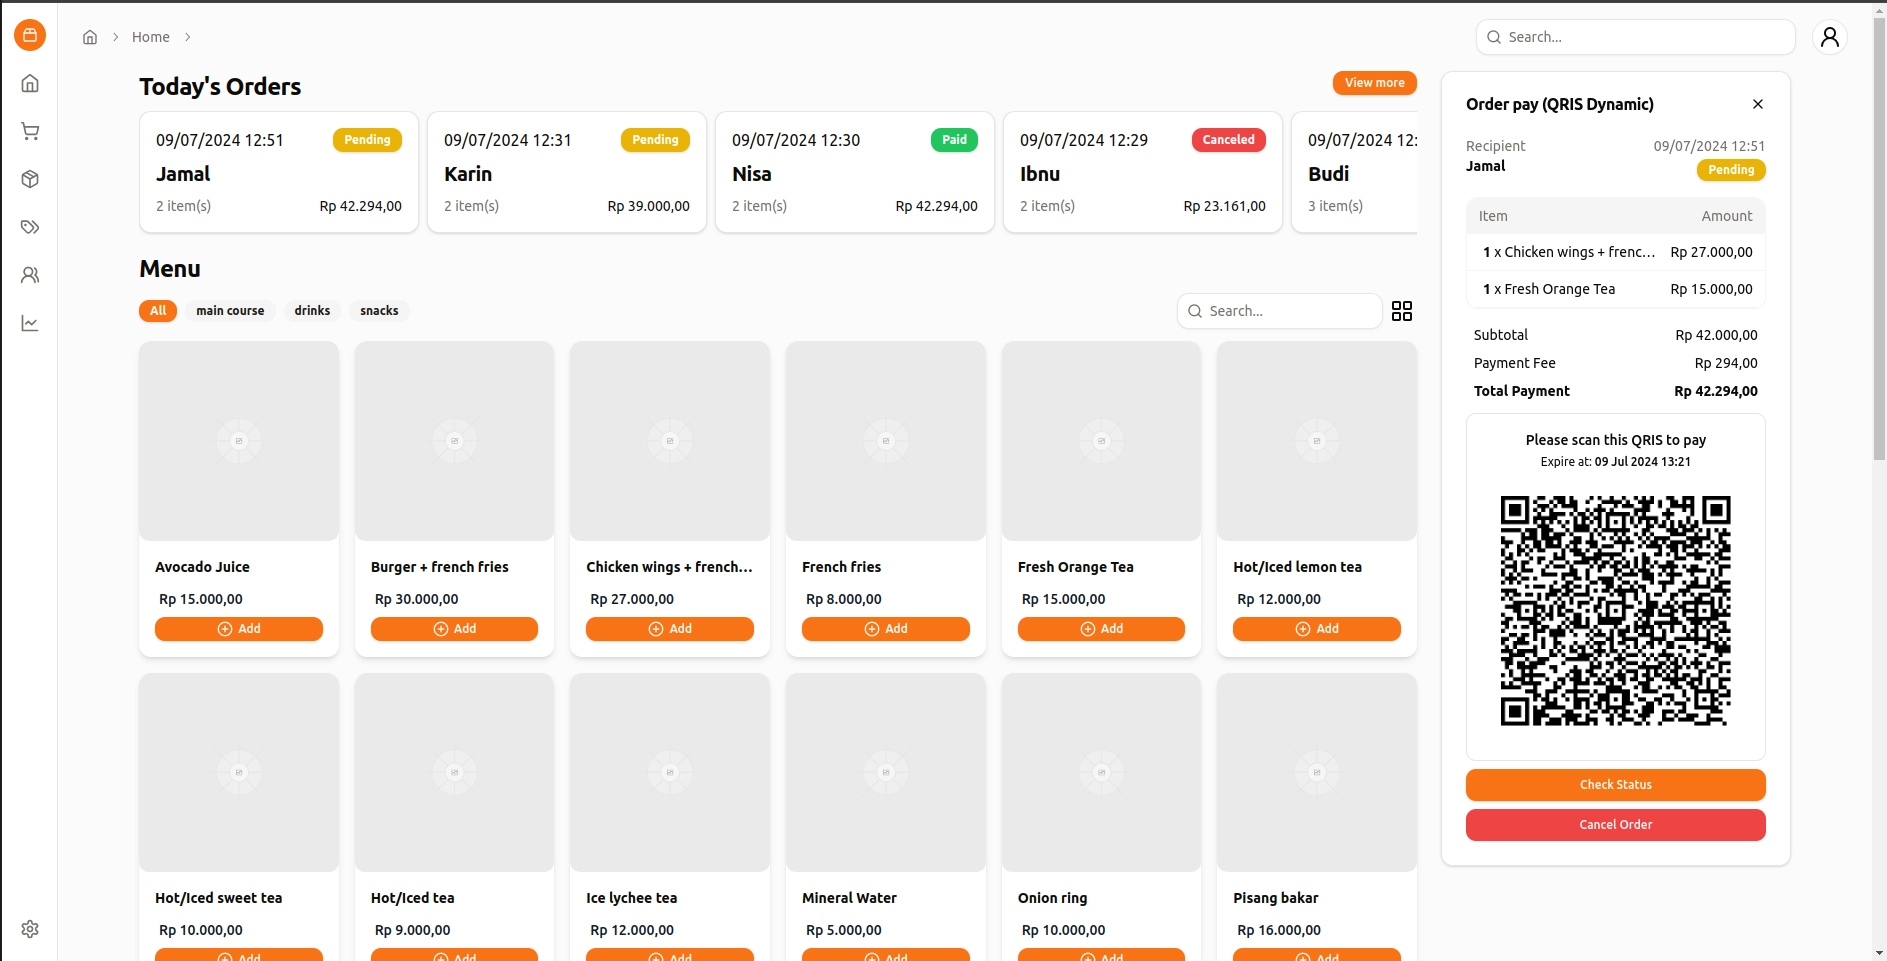 Home
Search...
Today's Orders
View more
09/07/2024 12:51 Pending
Jamal
2 item(s) Rp 42.294,00
09/07/2024 12:31 Pending
Karin
2 item(s) Rp 39.000,00
09/07/2024 12:30 Paid
Nisa
2 item(s) Rp 42.294,00
09/07/2024 12:29 Canceled
Ibnu
2 item(s) Rp 23.161,00
09/07/2024 12:
Budi
3 item(s)
Menu
All main course drinks snacks
Search...
Avocado Juice
Rp 15.000,00
Add
Burger + french fries
Rp 30.000,00
Add
Chicken wings + french...
Rp 27.000,00
Add
French fries
Rp 8.000,00
Add
Fresh Orange Tea
Rp 15.000,00
Add
Hot/Iced lemon tea
Rp 12.000,00
Add
Hot/Iced sweet tea
Rp 10.000,00
Add
Hot/Iced tea
Rp 9.000,00
Add
Ice lychee tea
Rp 12.000,00
Add
Mineral Water
Rp 5.000,00
Add
Onion ring
Rp 10.000,00
Add
Pisang bakar
Rp 16.000,00
Add
Order pay (QRIS Dynamic)
Recipient 09/07/2024 12:51
Jamal Pending
Item Amount
1 x Chicken wings + frenc... Rp 27.000,00
1 x Fresh Orange Tea Rp 15.000,00
Subtotal Rp 42.000,00
Payment Fee Rp 294,00
Total Payment Rp 42.294,00
Please scan this QRIS to pay
Expire at: 09 Jul 2024 13:21
Check Status
Cancel Order